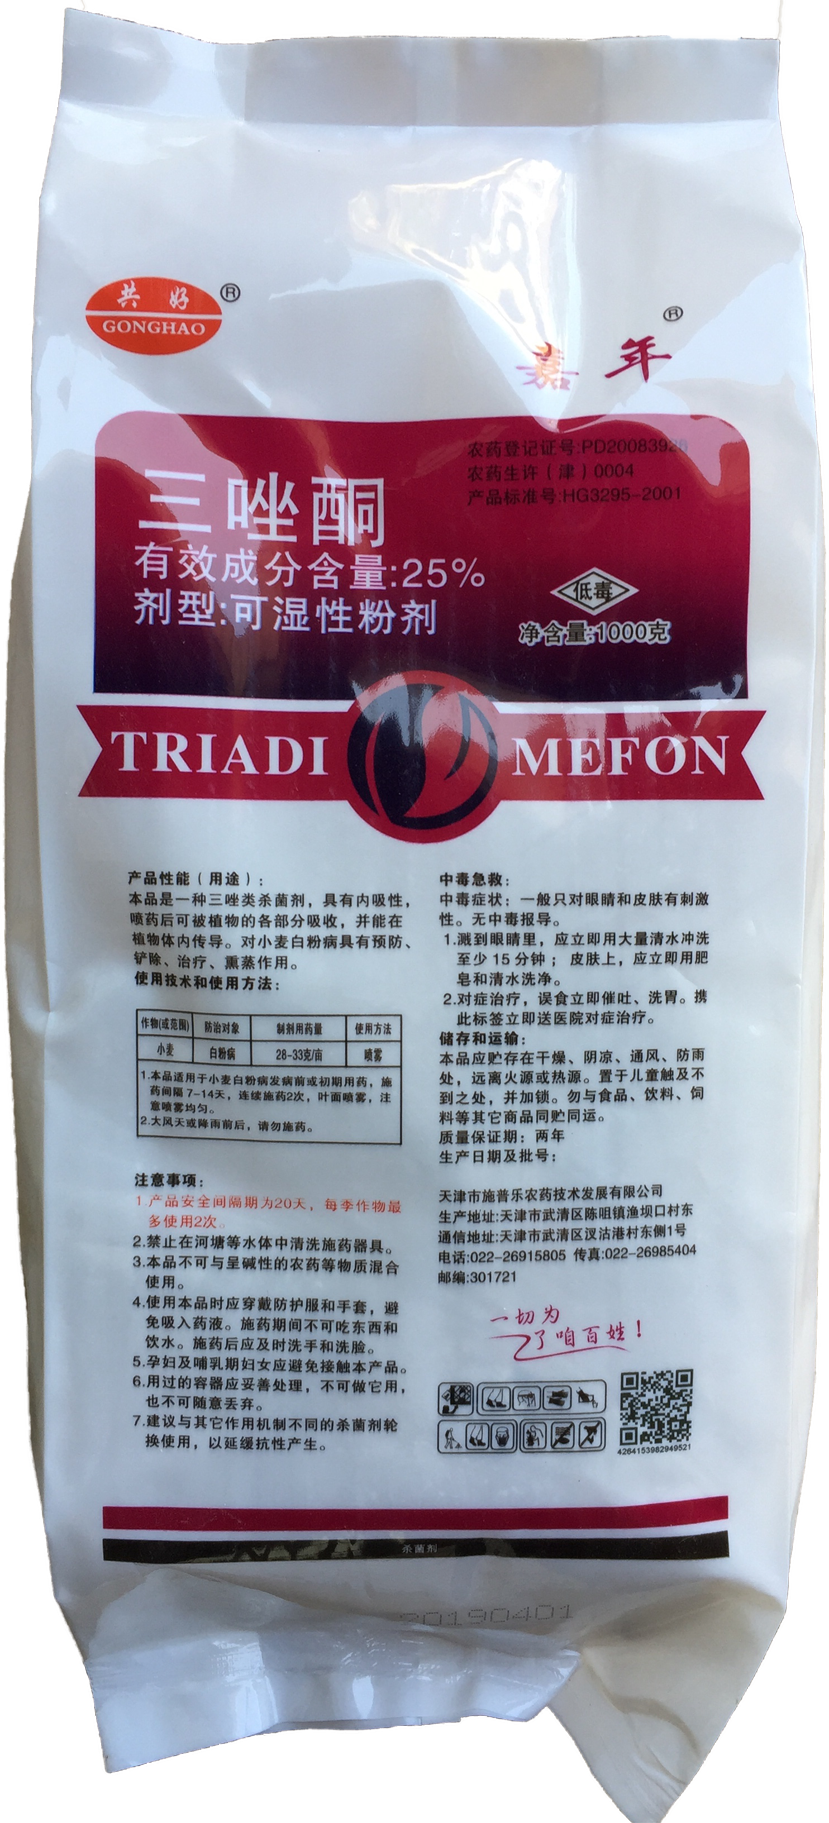 共好
®
GONGHAO
嘉年
®
农药登记证号:PD20083928
农药生许（津）0004
产品标准号:HG3295-2001
三唑酮
有效成分含量:25%
剂型:可湿性粉剂
低毒
净含量:1000克
TRIADI MEFON
产品性能（用途）:
本品是一种三唑类杀菌剂，具有内吸性，
喷药后可被植物的各部分吸收，并能在
植物体内传导。对小麦白粉病具有预防、
铲除、治疗、熏蒸作用。
使用技术和使用方法:
作物(或范围) 防治对象 制剂用药量 使用方法
小麦 白粉病 28-33克/亩 喷雾
1.本品适用于小麦白粉病发病前或初期用药，施
药间隔7-14天，连续施药2次，叶面喷雾，注
意喷雾均匀。
2.大风天或降雨前后，请勿施药。
注意事项:
1.产品安全间隔期为20天，每季作物最
多使用2次。
2.禁止在河塘等水体中清洗施药器具。
3.本品不可与呈碱性的农药等物质混合
使用。
4.使用本品时应穿戴防护服和手套，避
免吸入药液。施药期间不可吃东西和
饮水。施药后应及时洗手和洗脸。
5.孕妇及哺乳期妇女应避免接触本产品。
6.用过的容器应妥善处理，不可做它用，
也不可随意丢弃。
7.建议与其它作用机制不同的杀菌剂轮
换使用，以延缓抗性产生。
中毒急救:
中毒症状：一般只对眼睛和皮肤有刺激
性。无中毒报导。
1.溅到眼睛里，应立即用大量清水冲洗
至少15分钟；皮肤上，应立即用肥
皂和清水洗净。
2.对症治疗，误食立即催吐、洗胃。携
此标签立即送医院对症治疗。
储存和运输:
本品应贮存在干燥、阴凉、通风、防雨
处，远离火源或热源。置于儿童触及不
到之处，并加锁。勿与食品、饮料、饲
料等其它商品同贮同运。
质量保证期：两年
生产日期及批号:
天津市施普乐农药技术发展有限公司
生产地址:天津市武清区陈咀镇渔坝口村东
通信地址:天津市武清区汊沽港村东侧1号
电话:022-26915805 传真:022-26985404
邮编:301721
一切为
了咱百姓！
4264153982949521
杀菌剂
20190401